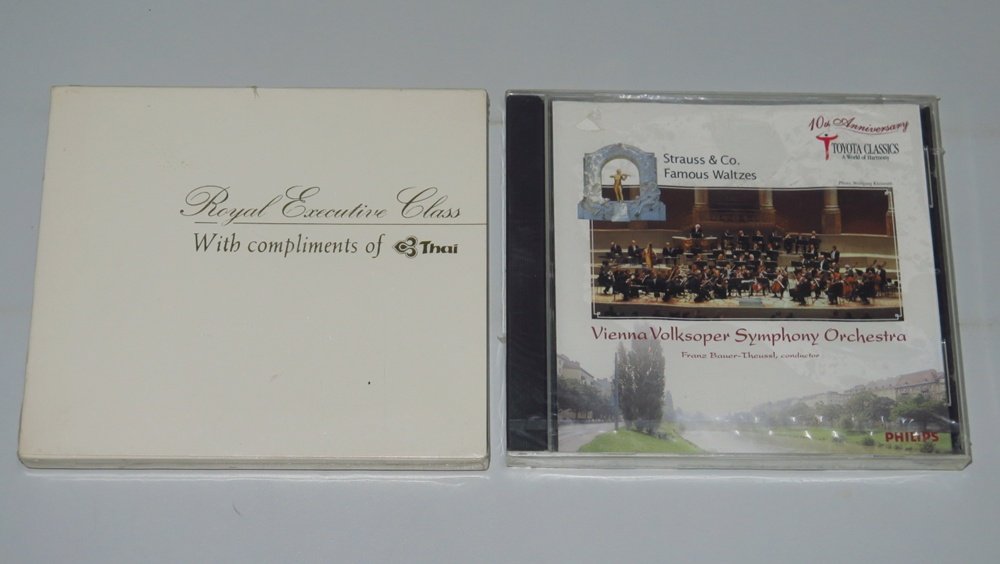 Royal Executive Class
With compliments of Thai
10th Anniversary
TOYOTA CLASSICS
A World of Harmony
Strauss & Co.
Famous Waltzes
Vienna Volksoper Symphony Orchestra
Franz Bauer-Theussl, conductor
PHILIPS